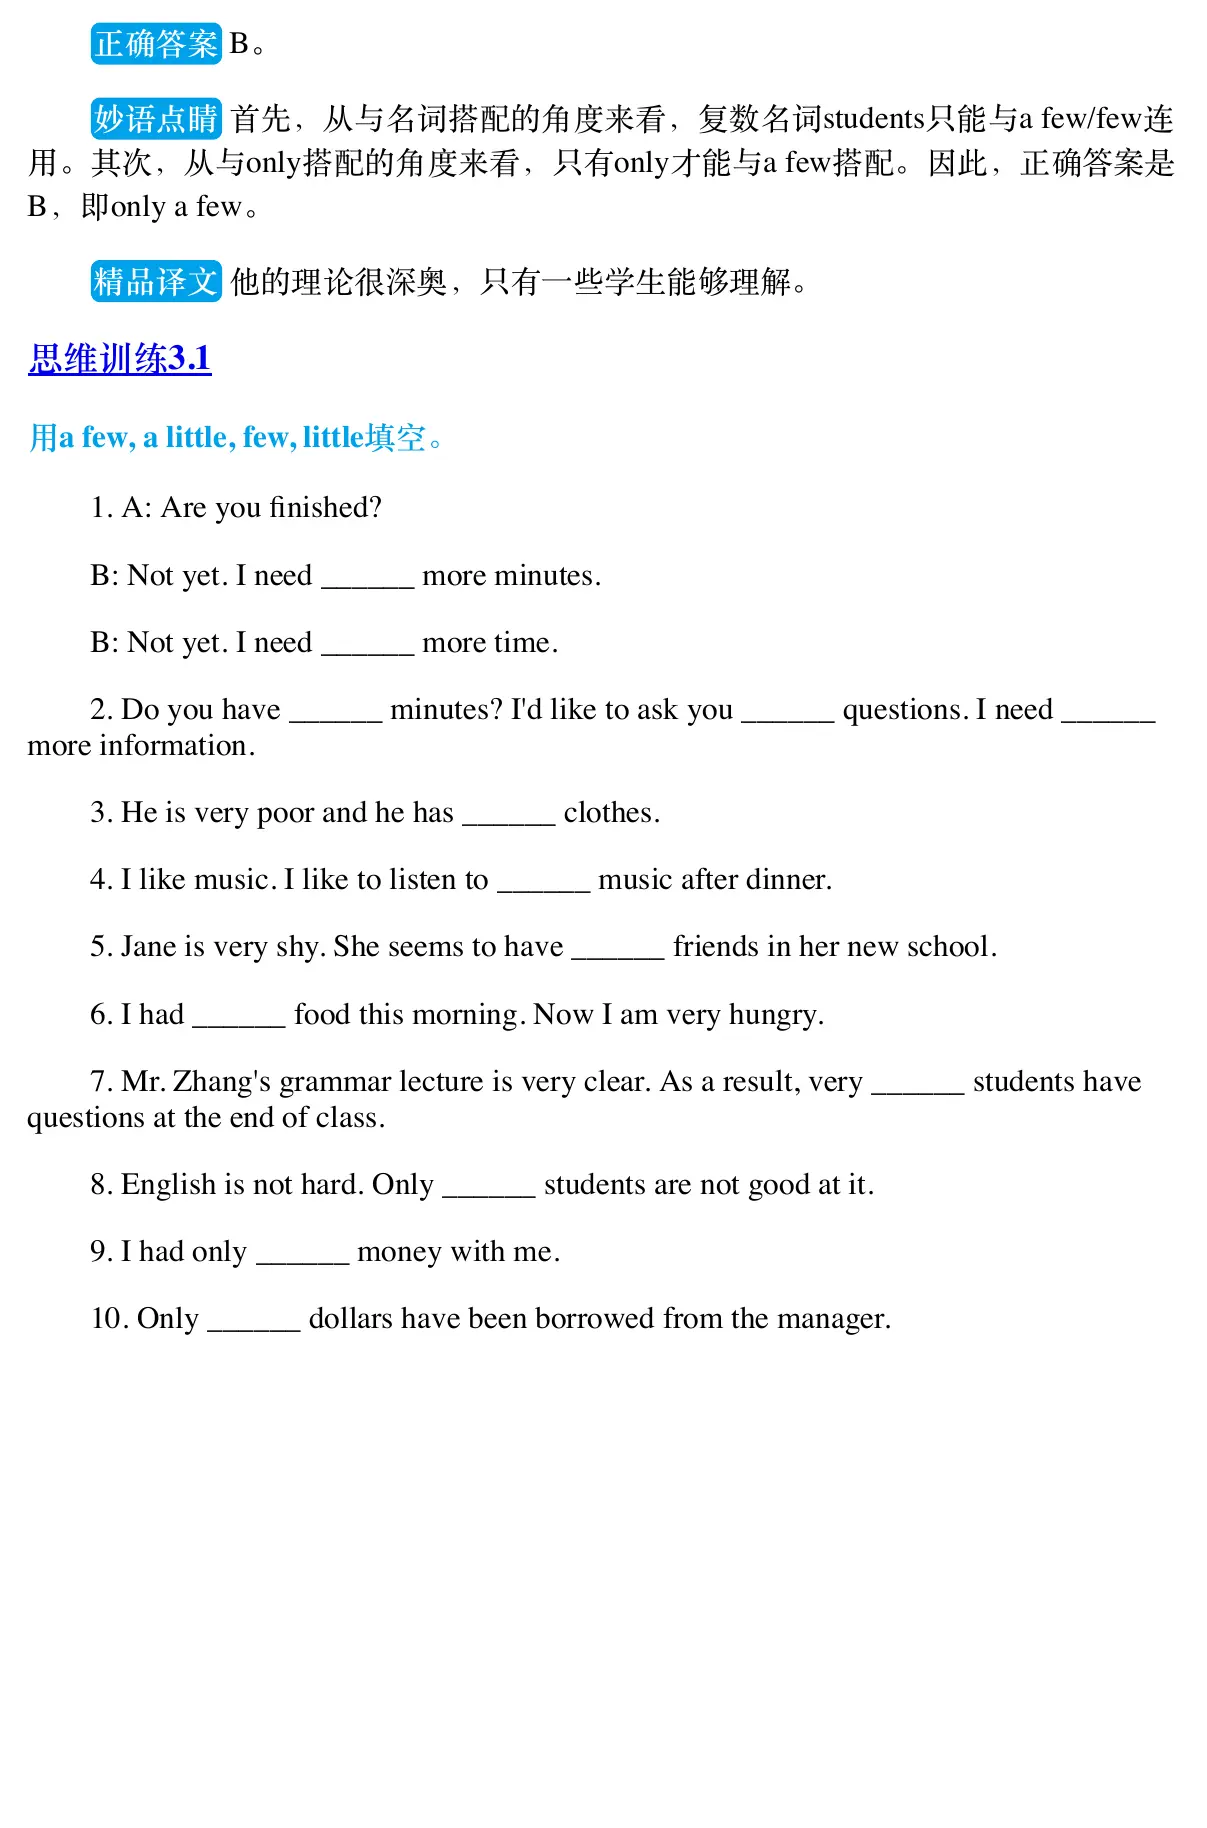 正确答案 B。
妙语点睛 首先，从与名词搭配的角度来看，复数名词students只能与a few/few连
用。其次，从与only搭配的角度来看，只有only才能与a few搭配。因此，正确答案是
B，即only a few。
精品译文 他的理论很深奥，只有一些学生能够理解。
思维训练3.1
用a few, a little, few, little填空。
1. A: Are you finished?
B: Not yet. I need ______ more minutes.
B: Not yet. I need ______ more time.
2. Do you have ______ minutes? I'd like to ask you ______ questions. I need ______
more information.
3. He is very poor and he has ______ clothes.
4. I like music. I like to listen to ______ music after dinner.
5. Jane is very shy. She seems to have ______ friends in her new school.
6. I had ______ food this morning. Now I am very hungry.
7. Mr. Zhang's grammar lecture is very clear. As a result, very ______ students have
questions at the end of class.
8. English is not hard. Only ______ students are not good at it.
9. I had only ______ money with me.
10. Only ______ dollars have been borrowed from the manager.